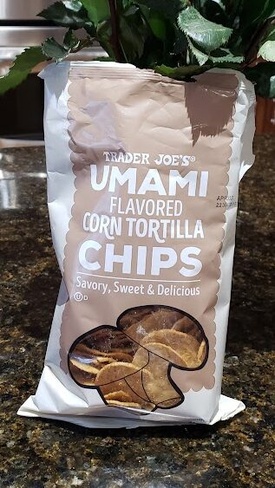 TRADER JOE'S®
UMAMI
FLAVORED
CORN TORTILLA
CHIPS
Savory, Sweet & Delicious
U D